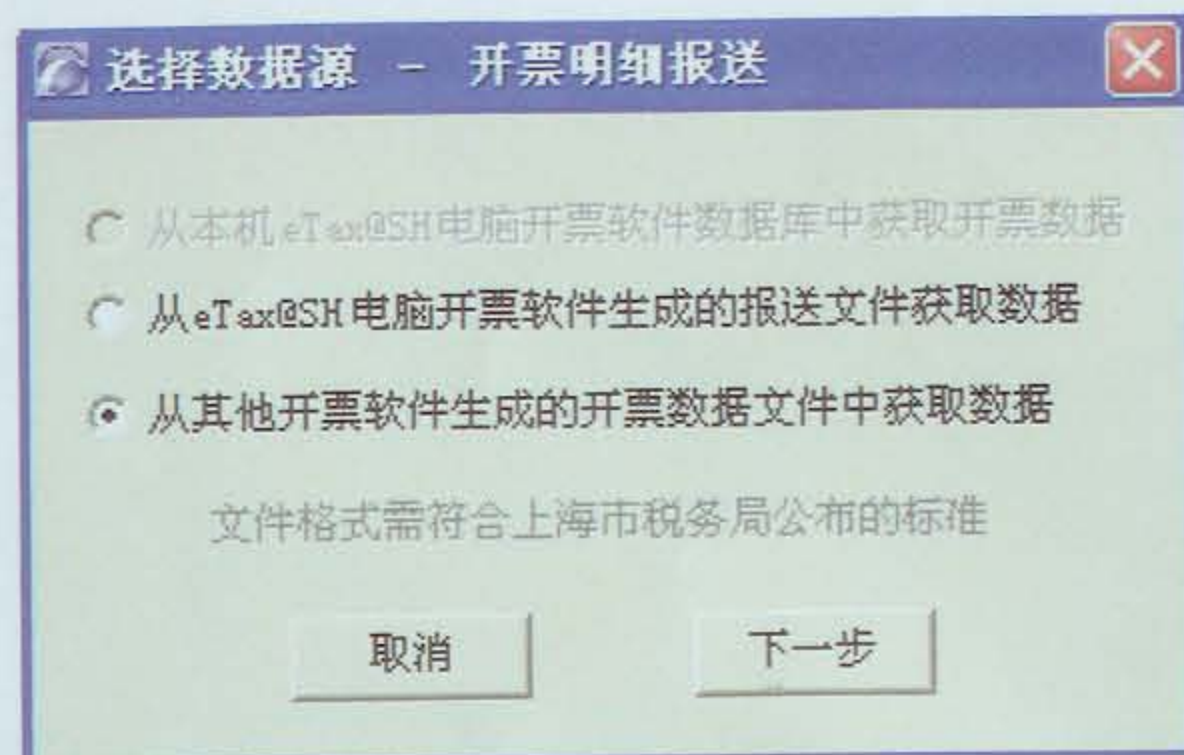 选择数据源 - 开票明细报送
从本机eTax@SH电脑开票软件数据库中获取开票数据
从eTax@SH电脑开票软件生成的报送文件获取数据
从其他开票软件生成的开票数据文件中获取数据
文件格式需符合上海市税务局公布的标准
取消 下一步